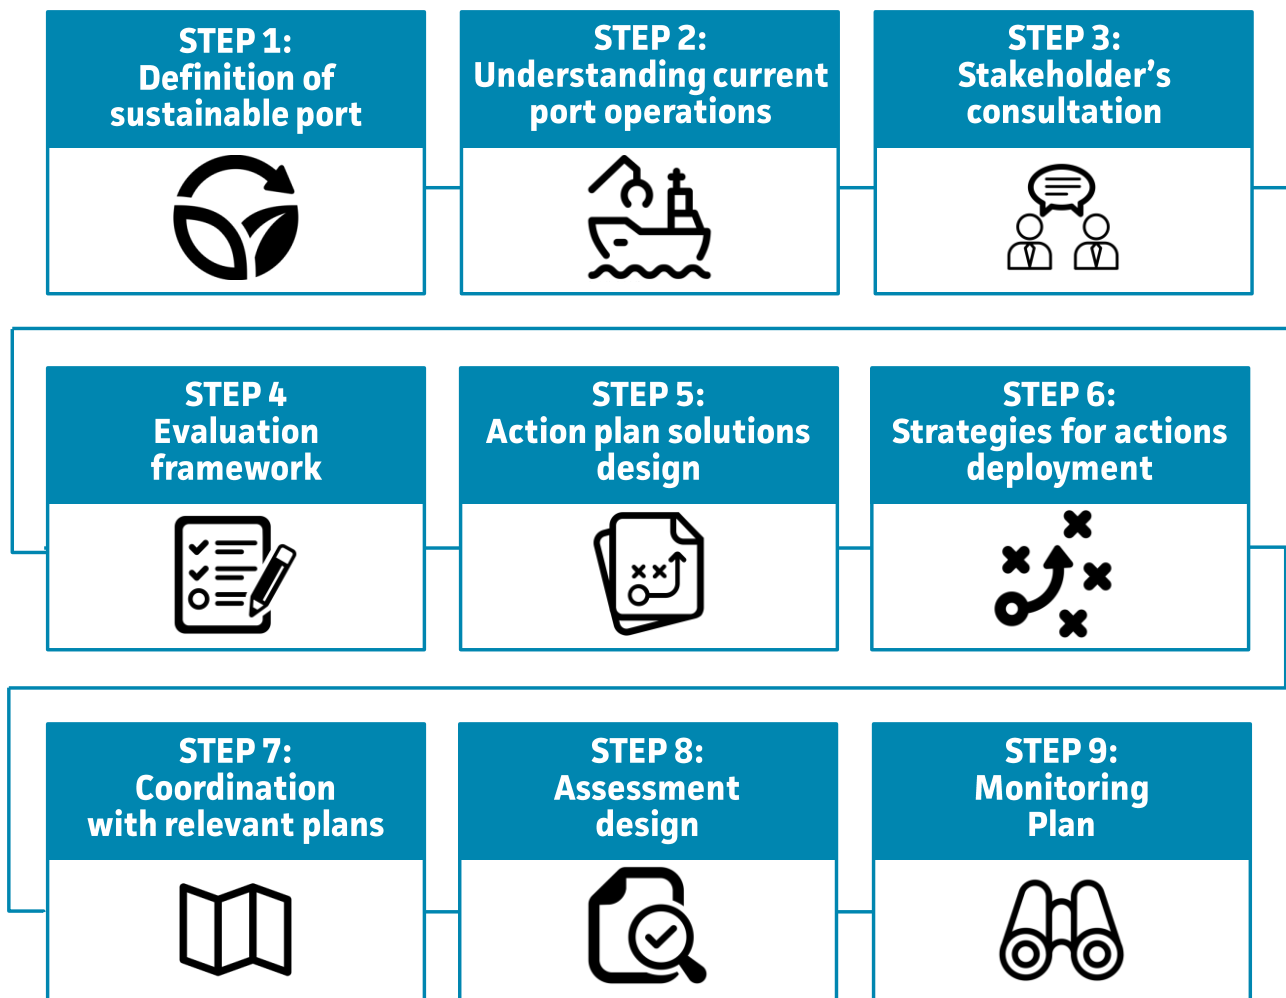 STEP 1:
Definition of
sustainable port
STEP 2:
Understanding current
port operations
STEP 3:
Stakeholder’s
consultation
STEP 4
Evaluation
framework
STEP 5:
Action plan solutions
design
STEP 6:
Strategies for actions
deployment
STEP 7:
Coordination
with relevant plans
STEP 8:
Assessment
design
STEP 9:
Monitoring
Plan